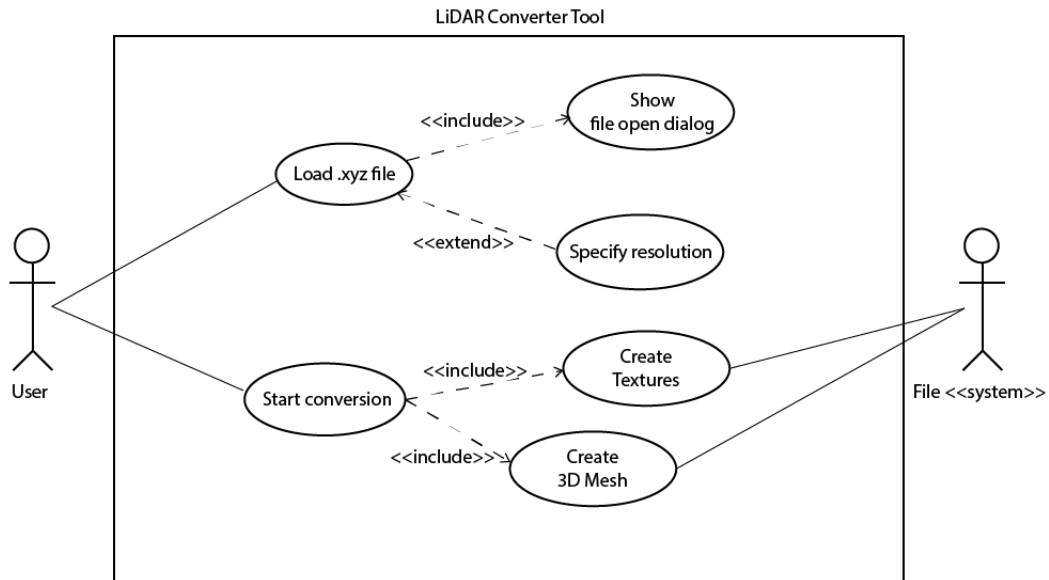 LiDAR Converter Tool
Show
file open dialog
<<include>>
Load .xyz file
<<extend>>
Specify resolution
Create
Textures
<<include>>
User
Start conversion
File <<system>>
<<include>>
Create
3D Mesh